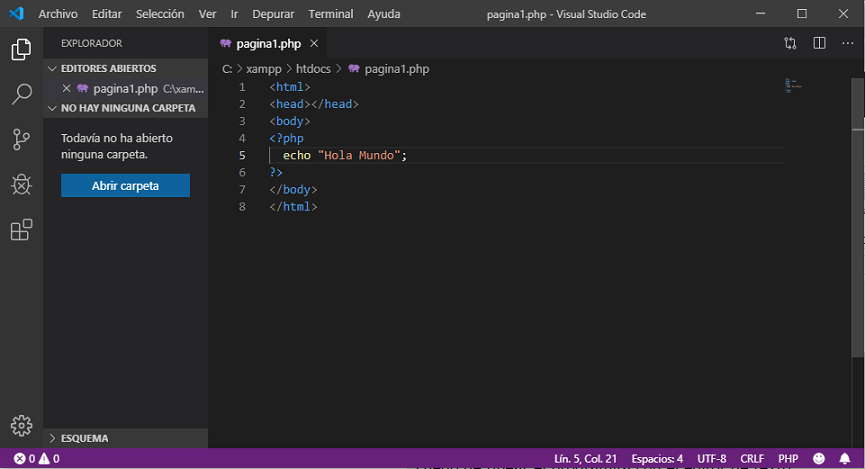 Archivo Editar Selección Ver Ir Depurar Terminal Ayuda pagina1.php - Visual Studio Code
EXPLORADOR
EDITORES ABIERTOS
pagina1.php C:\xam...
NO HAY NINGUNA CARPETA
Todavía no ha abierto
ninguna carpeta.
Abrir carpeta
ESQUEMA
pagina1.php
C: > xampp > htdocs > pagina1.php
1 <html>
2 <head></head>
3 <body>
4 <?php
5 echo "Hola Mundo";
6 ?>
7 </body>
8 </html>
0 0 Lín. 5, Col. 21 Espacios: 4 UTF-8 CRLF PHP